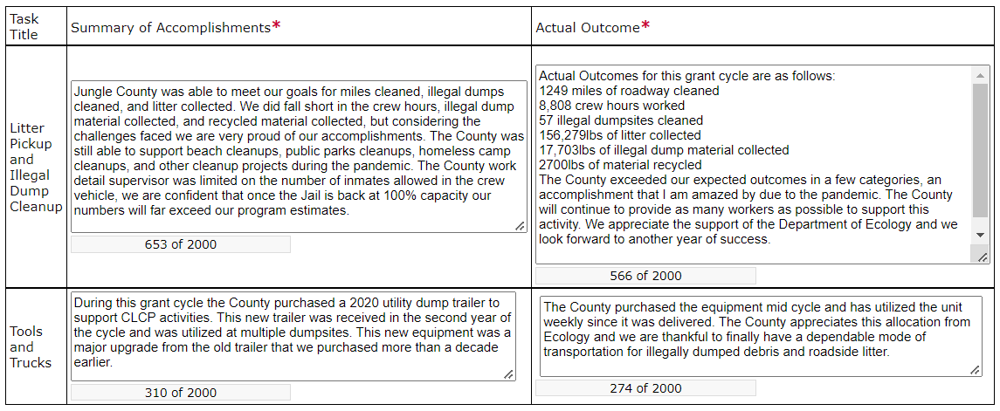 Task
Title
Summary of Accomplishments*
Actual Outcome*
Litter
Pickup
and
Illegal
Dump
Cleanup
Jungle County was able to meet our goals for miles cleaned, illegal dumps
cleaned, and litter collected. We did fall short in the crew hours, illegal dump
material collected, and recycled material collected, but considering the
challenges faced we are very proud of our accomplishments. The County was
still able to support beach cleanups, public parks cleanups, homeless camp
cleanups, and other cleanup projects during the pandemic. The County work
detail supervisor was limited on the number of inmates allowed in the crew
vehicle, we are confident that once the Jail is back at 100% capacity our
numbers will far exceed our program estimates.
653 of 2000
Actual Outcomes for this grant cycle are as follows:
1249 miles of roadway cleaned
8,808 crew hours worked
57 illegal dumpsites cleaned
156,279lbs of litter collected
17,703lbs of illegal dump material collected
2700lbs of material recycled
The County exceeded our expected outcomes in a few categories, an
accomplishment that I am amazed by due to the pandemic. The County
will continue to provide as many workers as possible to support this
activity. We appreciate the support of the Department of Ecology and we
look forward to another year of success.
566 of 2000
Tools
and
Trucks
During this grant cycle the County purchased a 2020 utility dump trailer to
support CLCP activities. This new trailer was received in the second year of
the cycle and was utilized at multiple dumpsites. This new equipment was a
major upgrade from the old trailer that we purchased more than a decade
earlier.
310 of 2000
The County purchased the equipment mid cycle and has utilized the unit
weekly since it was delivered. The County appreciates this allocation from
Ecology and we are thankful to finally have a dependable mode of
transportation for illegally dumped debris and roadside litter.
274 of 2000